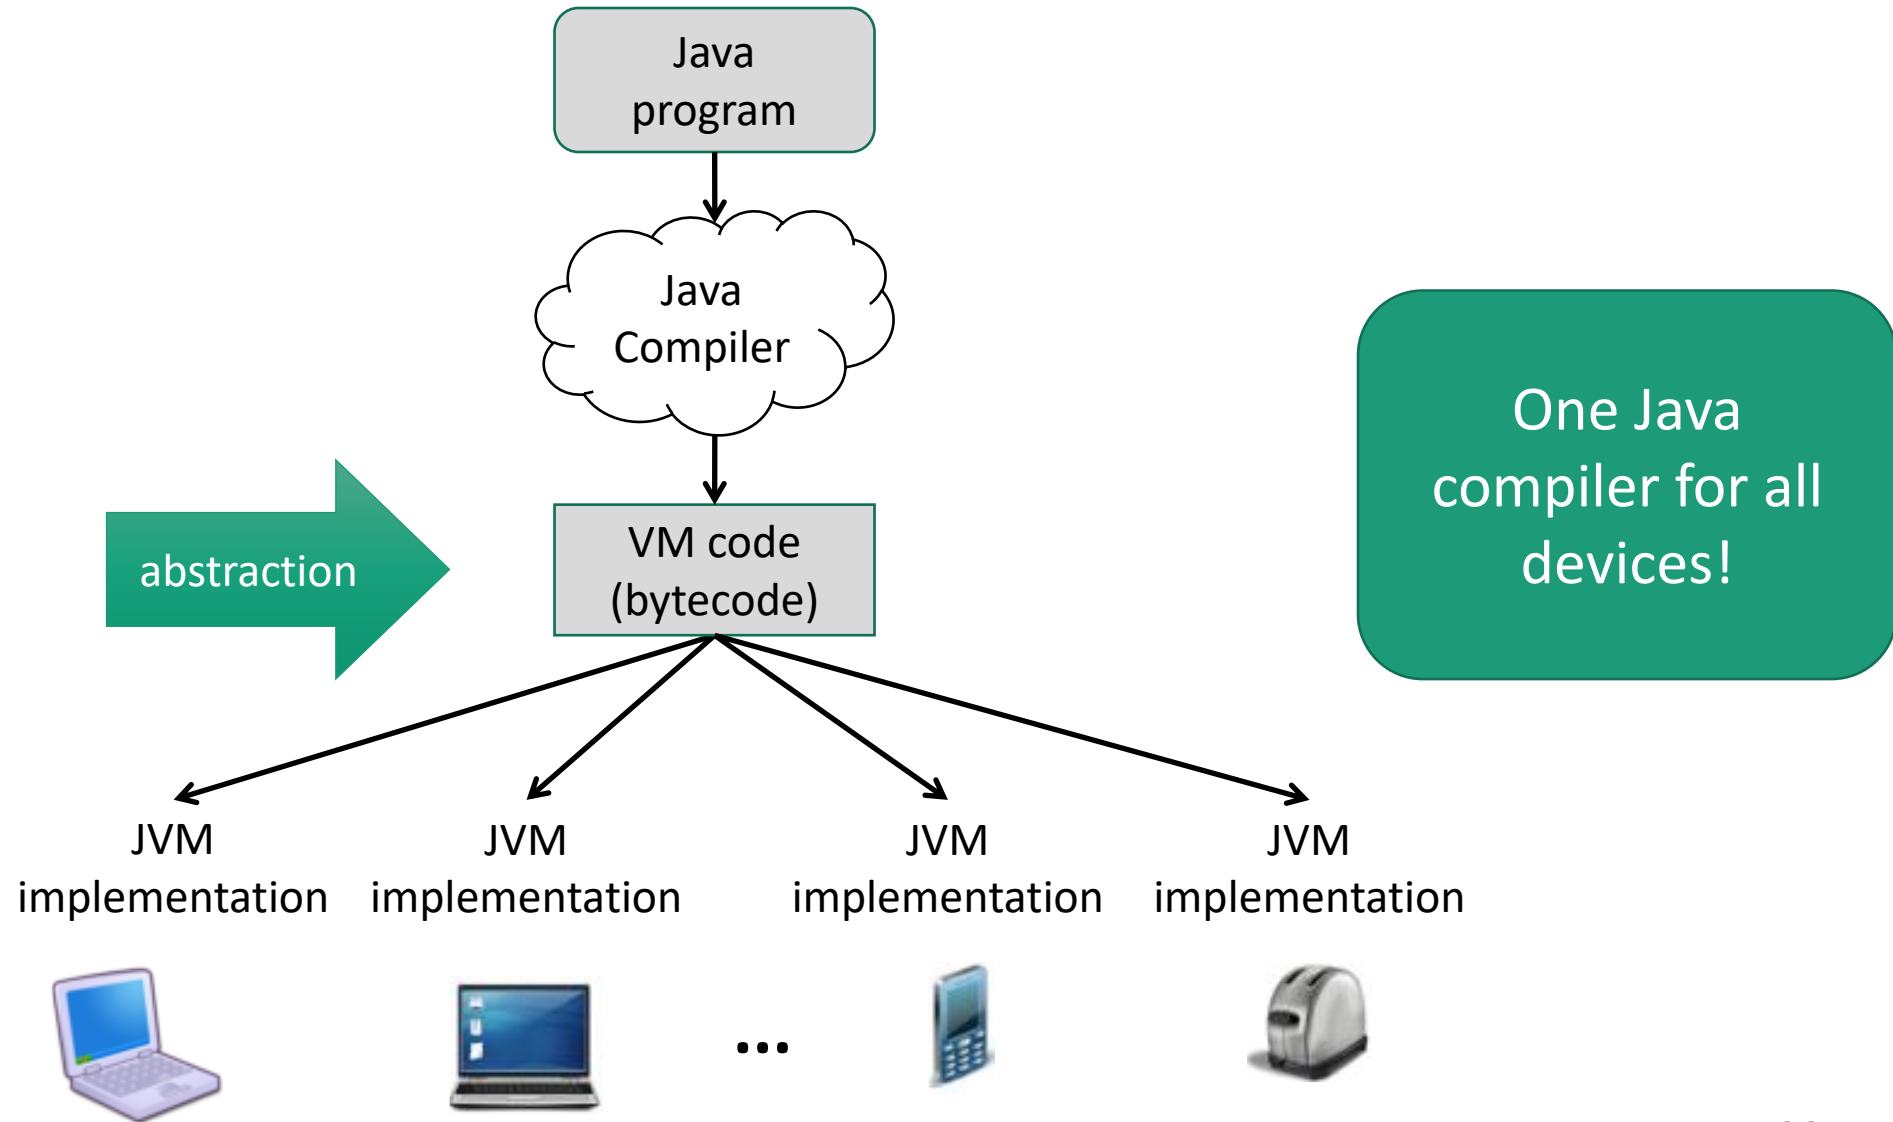 Java
program
Java
Compiler
One Java
compiler for all
devices!
abstraction
VM code
(bytecode)
JVM
implementation
JVM
implementation
JVM
implementation
JVM
implementation
...